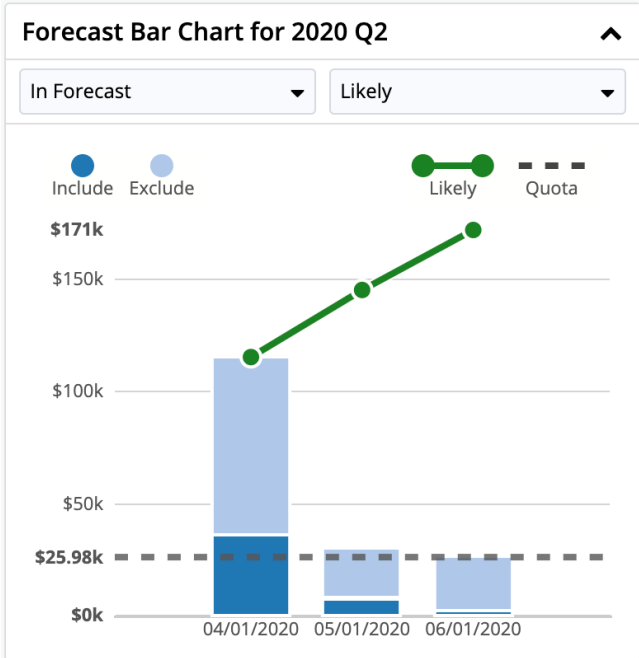 Forecast Bar Chart for 2020 Q2
In Forecast
Likely
Include Exclude
Likely Quota
$171k
$150k
$100k
$50k
$25.98k
$0k
04/01/2020 05/01/2020 06/01/2020